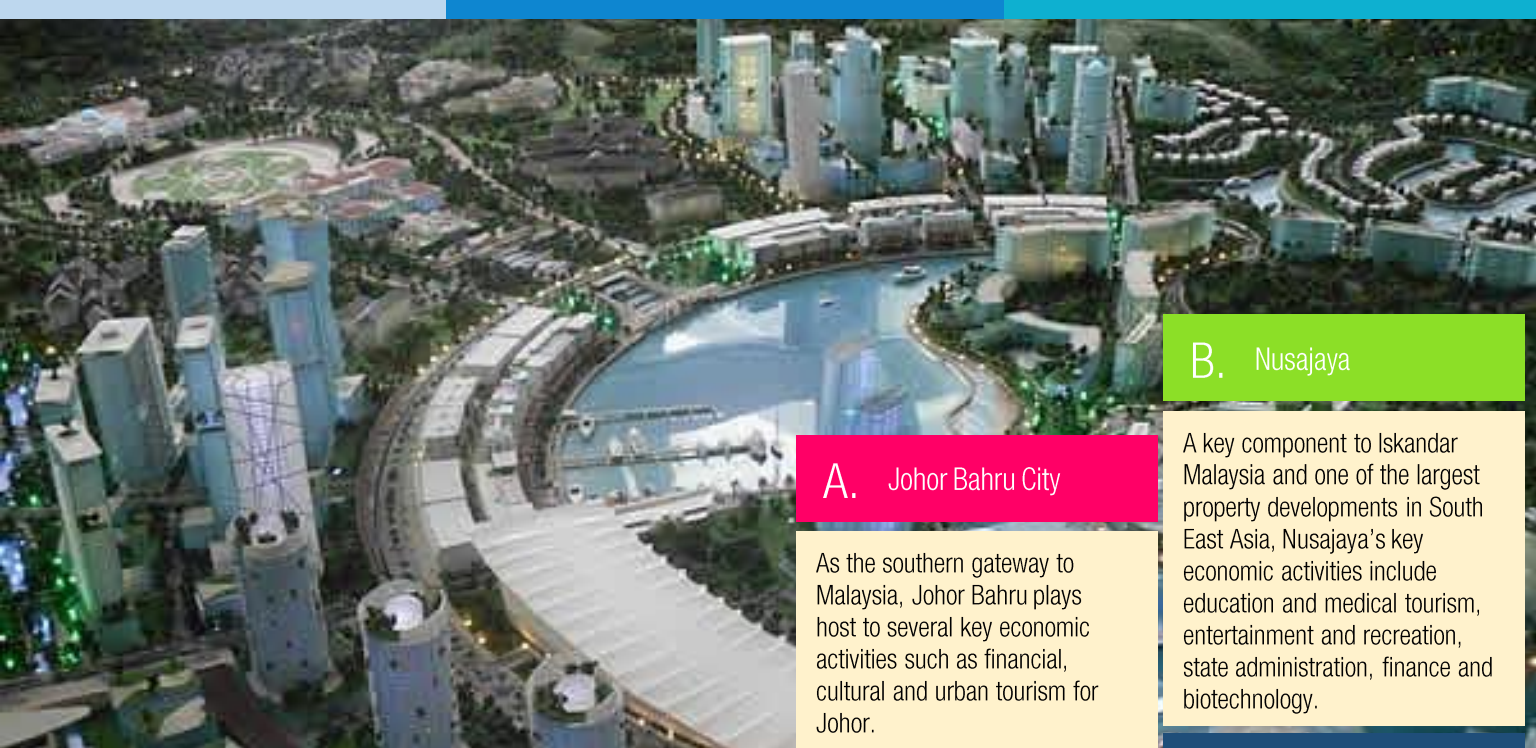 A. Johor Bahru City
As the southern gateway to
Malaysia, Johor Bahru plays
host to several key economic
activities such as financial,
cultural and urban tourism for
Johor.
B. Nusajaya
A key component to Iskandar
Malaysia and one of the largest
property developments in South
East Asia, Nusajaya's key
economic activities include
education and medical tourism,
entertainment and recreation,
state administration, finance and
biotechnology.